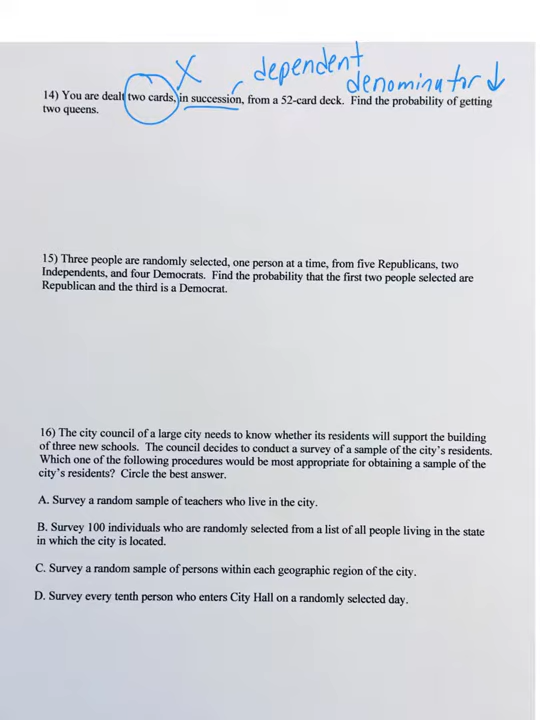 X
dependent
denominator ↓
14) You are dealt two cards, in succession, from a 52-card deck. Find the probability of getting
two queens.
15) Three people are randomly selected, one person at a time, from five Republicans, two
Independents, and four Democrats. Find the probability that the first two people selected are
Republican and the third is a Democrat.
16) The city council of a large city needs to know whether its residents will support the building
of three new schools. The council decides to conduct a survey of a sample of the city's residents.
Which one of the following procedures would be most appropriate for obtaining a sample of the
city's residents? Circle the best answer.
A. Survey a random sample of teachers who live in the city.
B. Survey 100 individuals who are randomly selected from a list of all people living in the state
in which the city is located.
C. Survey a random sample of persons within each geographic region of the city.
D. Survey every tenth person who enters City Hall on a randomly selected day.